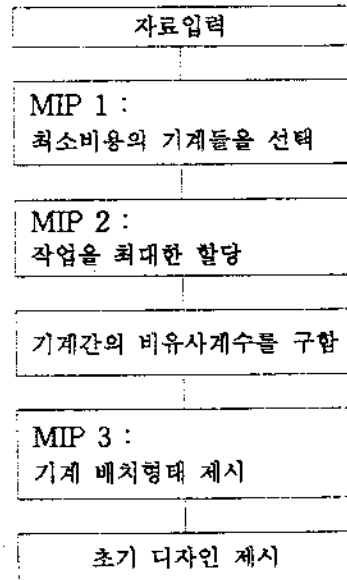 자료입력
MIP 1 :
최소비용의 기계들을 선택
MIP 2 :
작업을 최대한 할당
기계간의 비유사계수를 구함
MIP 3 :
기계 배치형태 제시
초기 디자인 제시